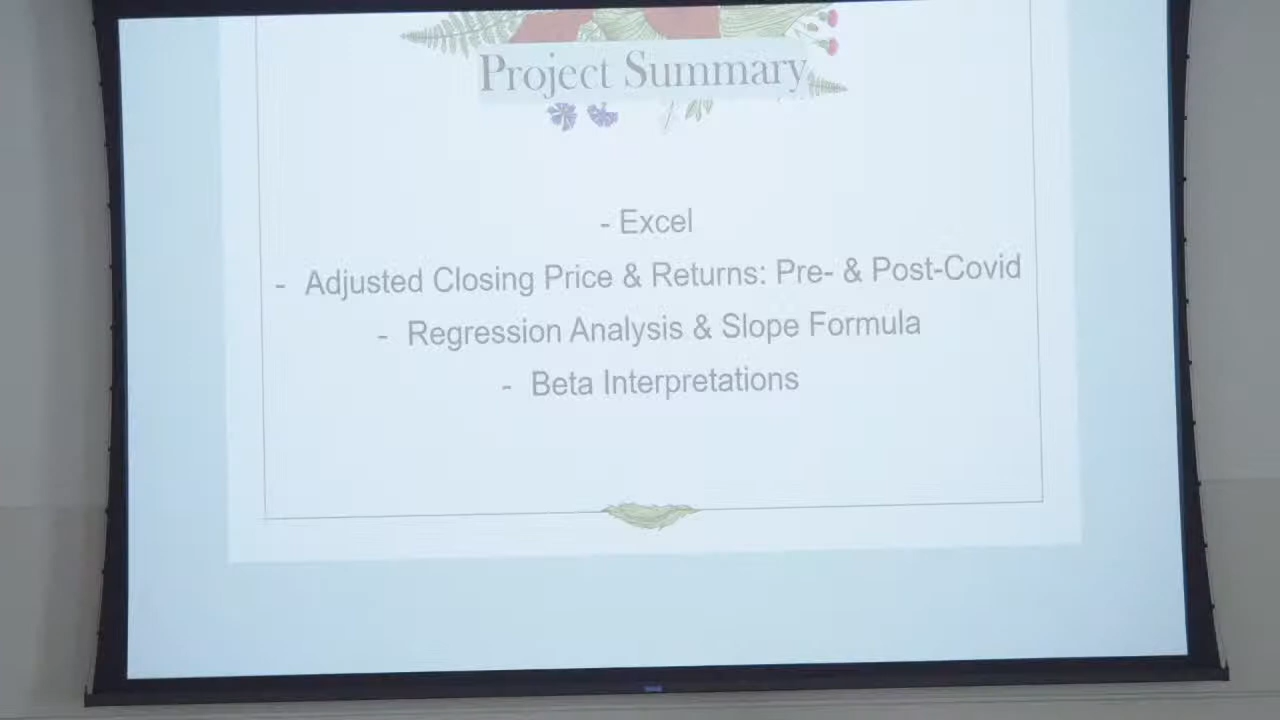 Project Summary
- Excel
- Adjusted Closing Price & Returns: Pre- & Post-Covid
- Regression Analysis & Slope Formula
- Beta Interpretations